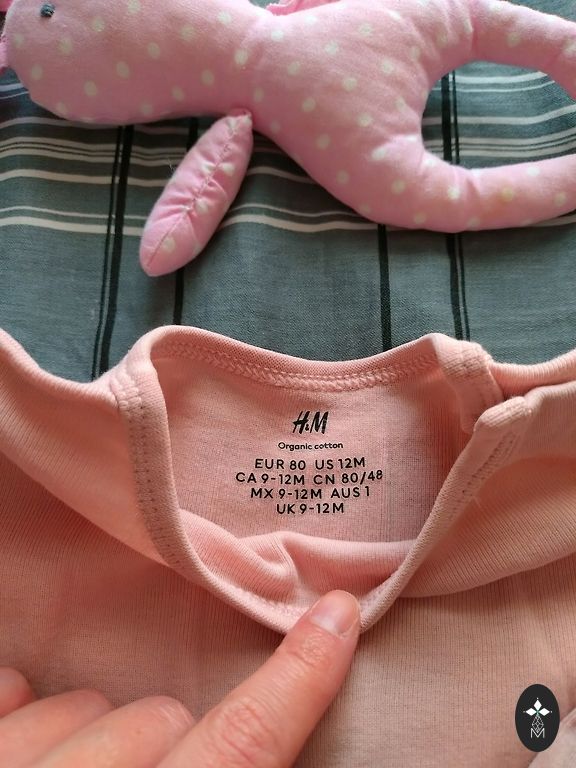 H&M
Organic cotton
EUR 80 US 12M
CA 9-12M CN 80/48
MX 9-12M AUS 1
UK 9-12M
M